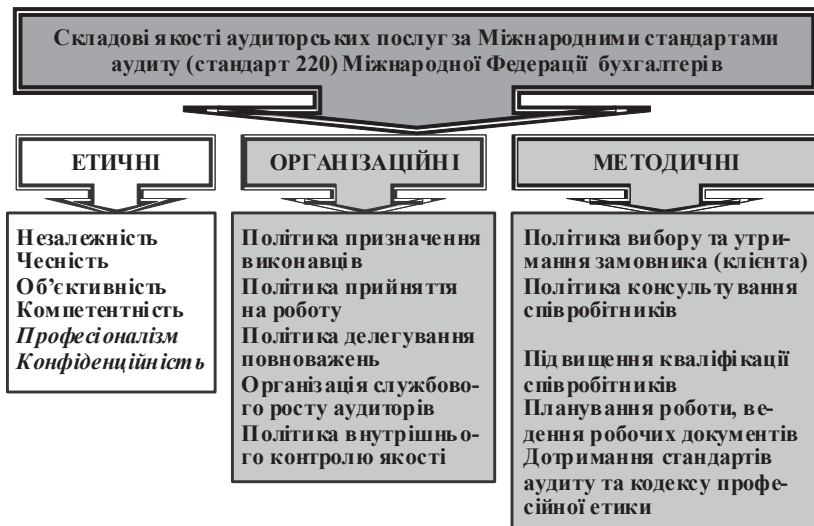 Складові якості аудиторських послуг за Міжнародними стандартами
аудиту (стандарт 220) Міжнародної Федерації бухгалтерів
ЕТИЧНІ
Незалежність
Чесність
Об’єктивність
Компетентність
Професіоналізм
Конфіденційність
ОРГАНІЗАЦІЙНІ
Політика призначення
виконавців
Політика прийняття
на роботу
Політика делегування
повноважень
Організація службово-
го росту аудиторів
Політика внутрішньо-
го контролю якості
МЕТОДИЧНІ
Політика вибору та утри-
мання замовника (клієнта)
Політика консультування
співробітників
Підвищення кваліфікації
співробітників
Планування роботи, ве-
дення робочих документів
Дотримання стандартів
аудиту та кодексу профе-
сійної етики